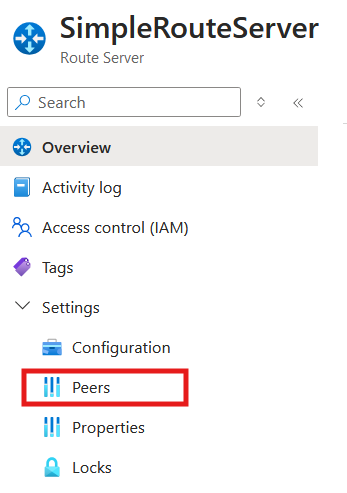 SimpleRouteServer
Route Server
Search
Overview
Activity log
Access control (IAM)
Tags
Settings
Configuration
Peers
Properties
Locks